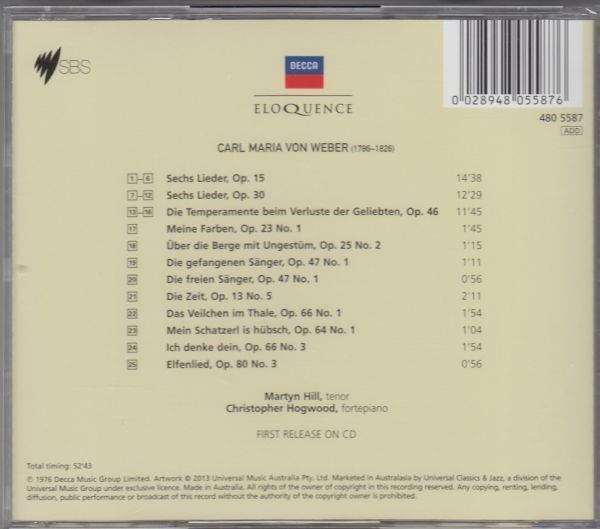 SBS
DECCA
ELOQUENCE
0 028948 055876
480 5587
ADD
CARL MARIA VON WEBER (1786–1826)
1–6 Sechs Lieder, Op. 15 14'38
7–12 Sechs Lieder, Op. 30 12'29
13–16 Die Temperamente beim Verluste der Geliebten, Op. 46 11'45
17 Meine Farben, Op. 23 No. 1 1'45
18 Über die Berge mit Ungestüm, Op. 25 No. 2 1'15
19 Die gefangenen Sänger, Op. 47 No. 1 1'11
20 Die freien Sänger, Op. 47 No. 1 0'56
21 Die Zeit, Op. 13 No. 5 2'11
22 Das Veilchen im Thale, Op. 66 No. 1 1'54
23 Mein Schatzerl is hübsch, Op. 64 No. 1 1'04
24 Ich denke dein, Op. 66 No. 3 1'54
25 Elfenlied, Op. 80 No. 3 0'56
Martyn Hill, tenor
Christopher Hogwood, fortepiano
FIRST RELEASE ON CD
Total timing: 52'43
℗ 1976 Decca Music Group Limited. Artwork © 2013 Universal Music Australia Pty. Ltd. Marketed in Australasia by Universal Classics & Jazz, a division of the
Universal Music Group under exclusive licence. Made in Australia. All rights of the owner of copyright in this recording reserved. Any copying, renting, lending,
diffusion, public performance or broadcast of this record without the authority of the copyright owner is prohibited.